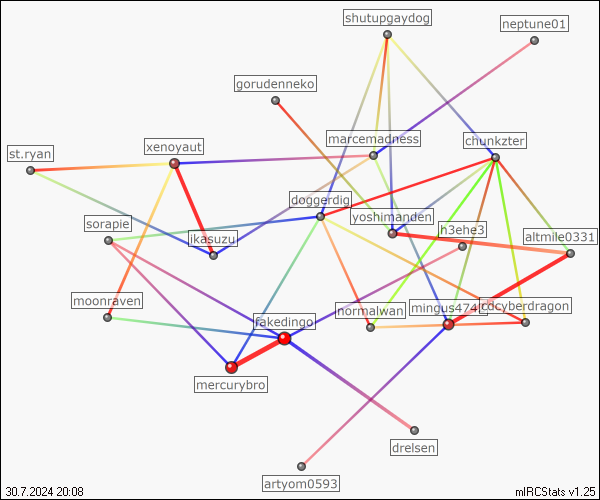 shutupgaydog
neptune01
gorudenneko
marcemadness
chunkzter
xenoyaut
st.ryan
doggerdig
yoshimanden
sorapie
h3ehe3
altmile0331
ikasuzu
moonraven
normalwan
cdcyberdragon
fakedingo
mercurybro
drelsen
artyom0593
30.7.2024 20:08
mIRCStats v1.25